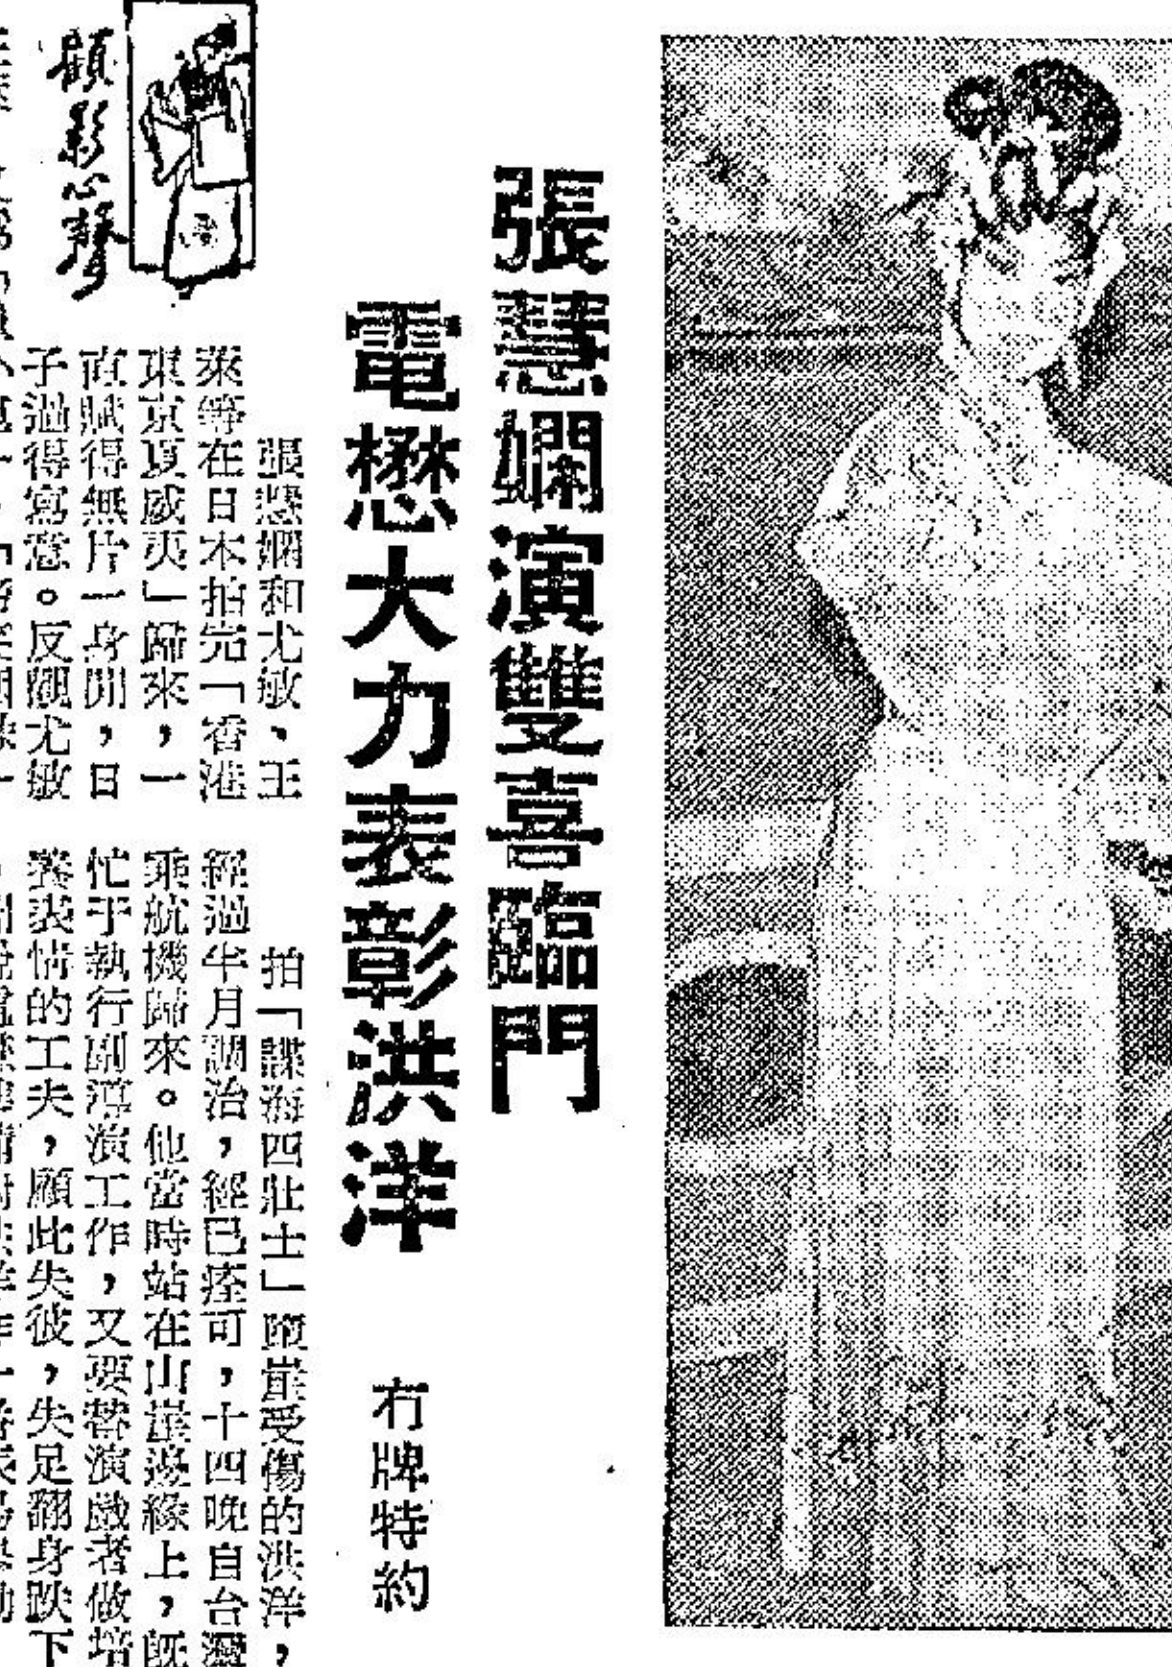 張慧嫻演雙喜臨門
電懋大力表彰洪洋
冇牌特約
顧影心聲
張慧嫻和尤敏、王
萊等在日本拍完「香港
東京夏威夷」歸來,一
直賦得無片一身閒,日
子過得寫意。反觀尤敏
拍「諜海四壯士」墮崖受傷的洪洋,
經過半月調治,經已痊可,十四晚自台灣
乘航機歸來。他當時站在山崖邊緣上,既
忙于執行副導演工作,又要替演戲者做培
養表情的工夫,顧此失彼,失足翻身跌下